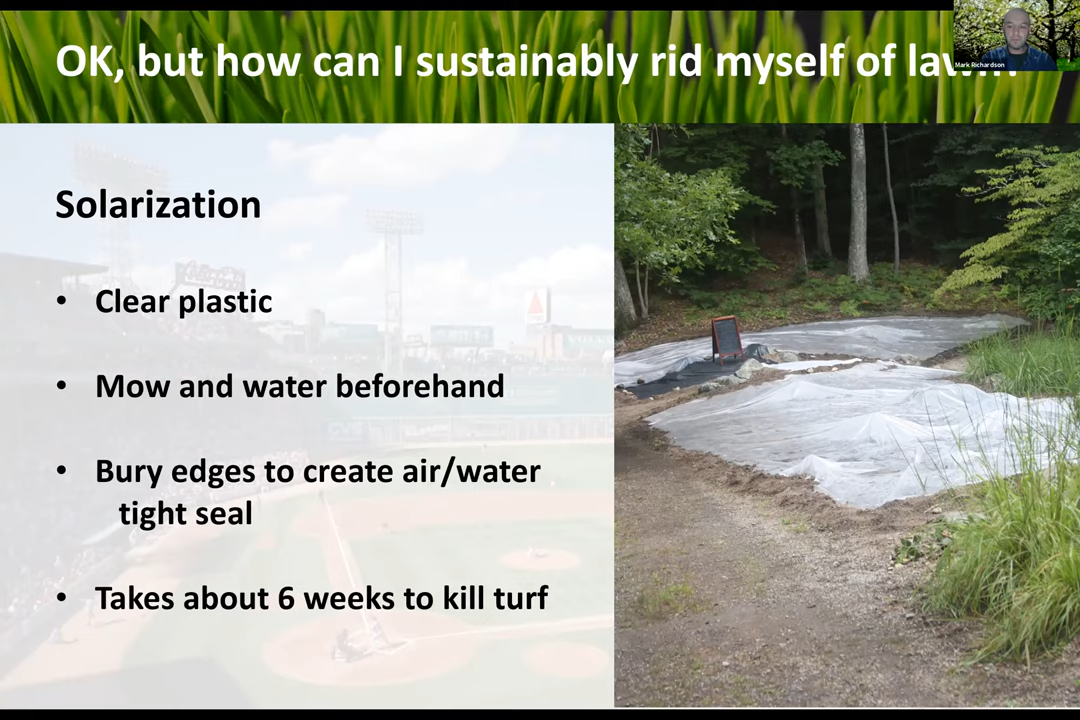 OK, but how can I sustainably rid myself of
Mark Richardson
Solarization
• Clear plastic
• Mow and water beforehand
• Bury edges to create air/water
tight seal
• Takes about 6 weeks to kill turf